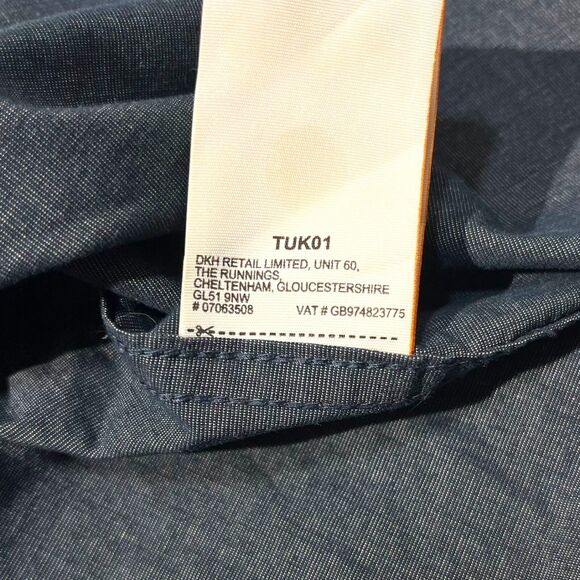 TUK01
DKH RETAIL LIMITED, UNIT 60,
THE RUNNINGS,
CHELTENHAM, GLOUCESTERSHIRE
GL51 9NW
# 07063508 VAT # GB974823775